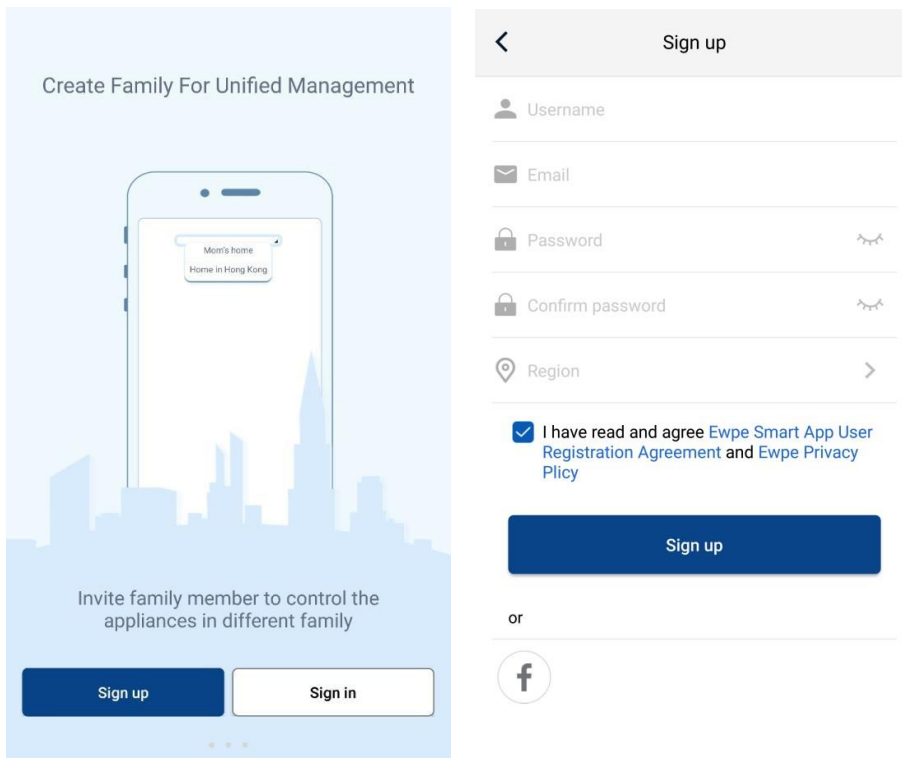 Create Family For Unified Management
Mom's home
Home in Hong Kong
Invite family member to control the
appliances in different family
Sign up
Sign in
Sign up
Username
Email
Password
Confirm password
Region
I have read and agree Ewpe Smart App User
Registration Agreement and Ewpe Privacy
Plicy
Sign up
or
f